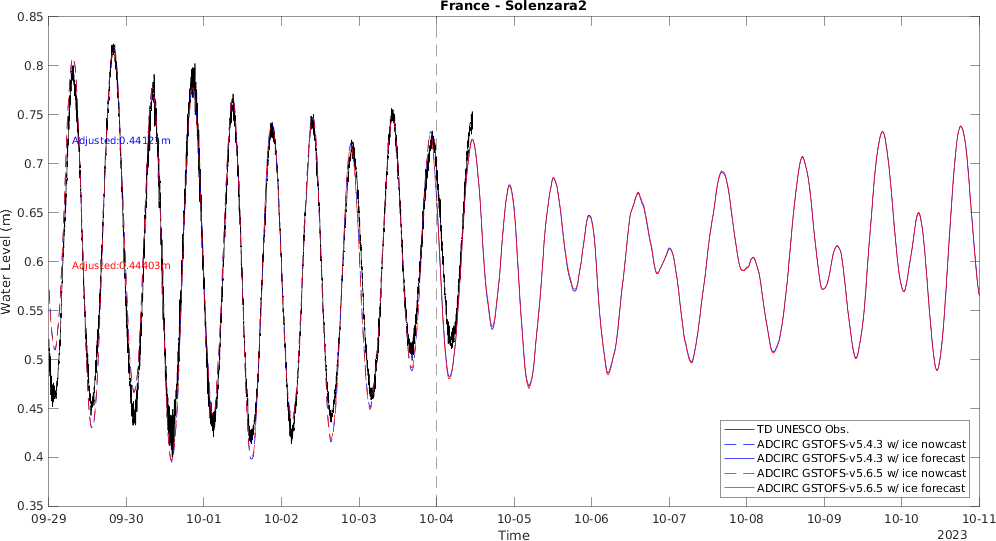 France - Solenzara2
0.85
0.8
0.75
0.7
0.65
0.6
0.55
0.5
0.45
0.4
0.35
Water Level (m)
Adjusted:0.44121m
Adjusted:0.44403m
TD UNESCO Obs.
ADCIRC GSTOFS-v5.4.3 w/ ice nowcast
ADCIRC GSTOFS-v5.4.3 w/ ice forecast
ADCIRC GSTOFS-v5.6.5 w/ ice nowcast
ADCIRC GSTOFS-v5.6.5 w/ ice forecast
09-29 09-30 10-01 10-02 10-03 10-04 10-05 10-06 10-07 10-08 10-09 10-10 10-11
Time
2023